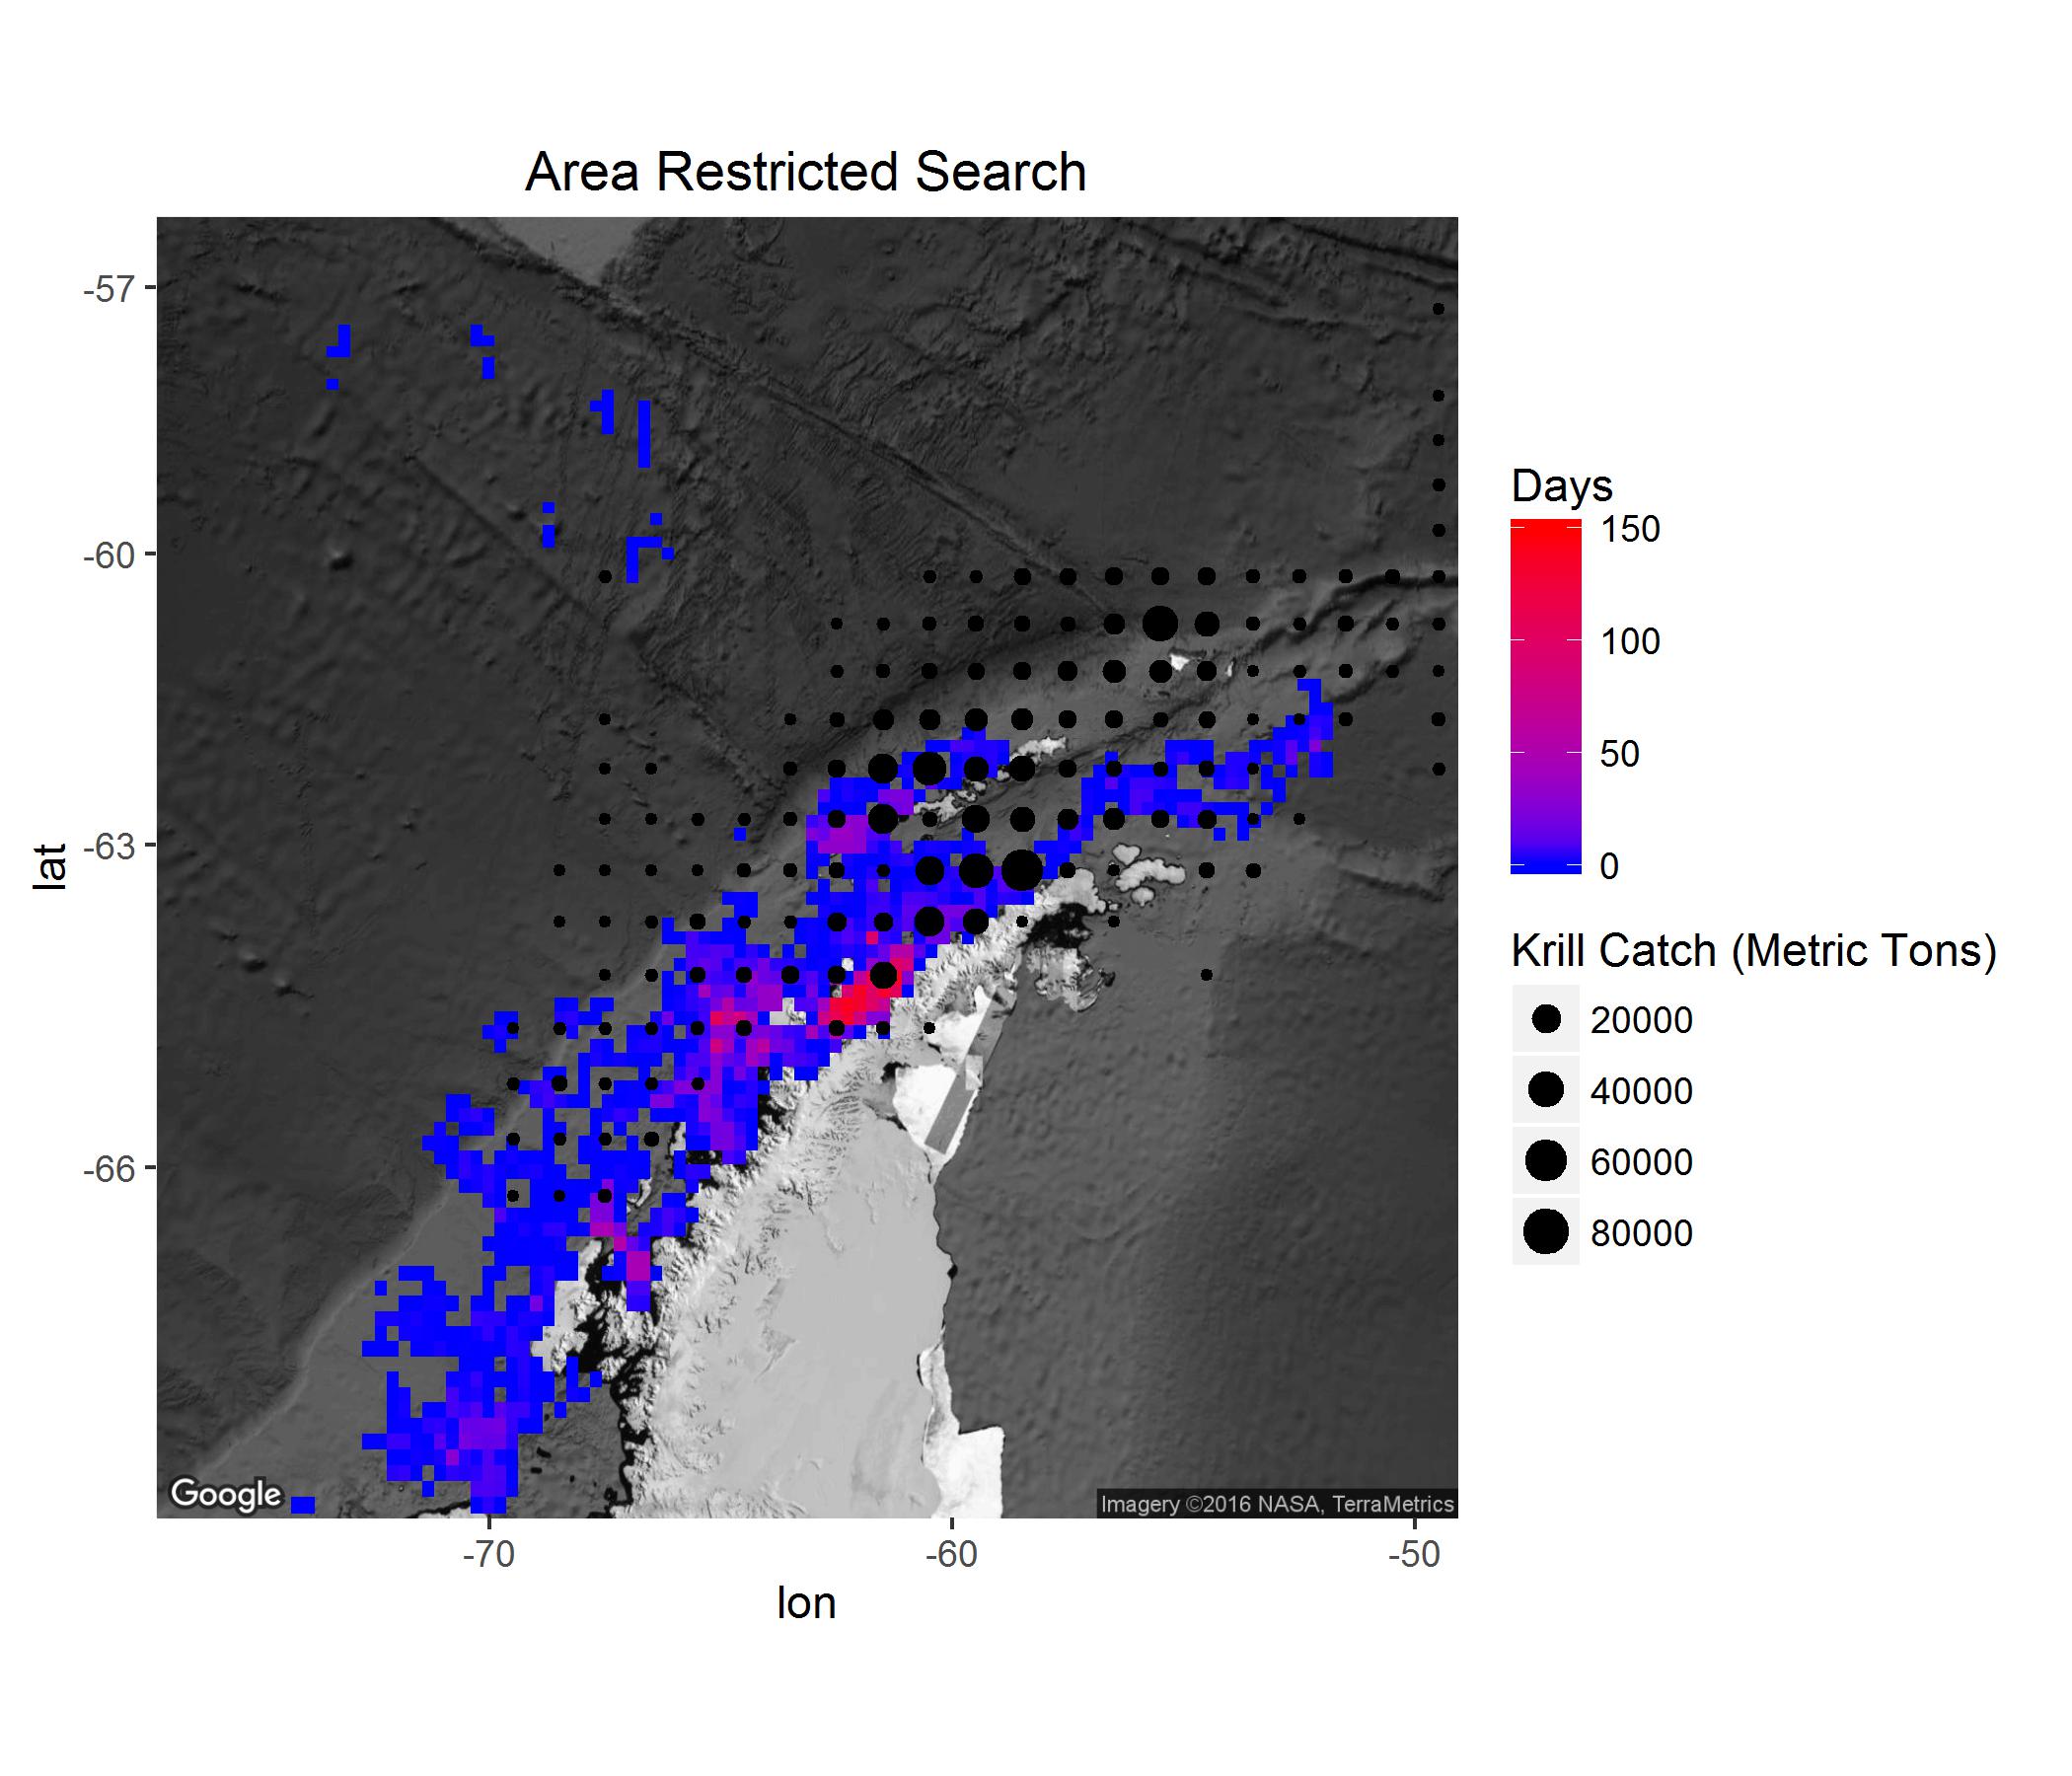 Area Restricted Search
-57
-60
-63
-66
lat
-70
-60
-50
lon
Google
Imagery ©2016 NASA, TerraMetrics
Days
150
100
50
0
Krill Catch (Metric Tons)
20000
40000
60000
80000